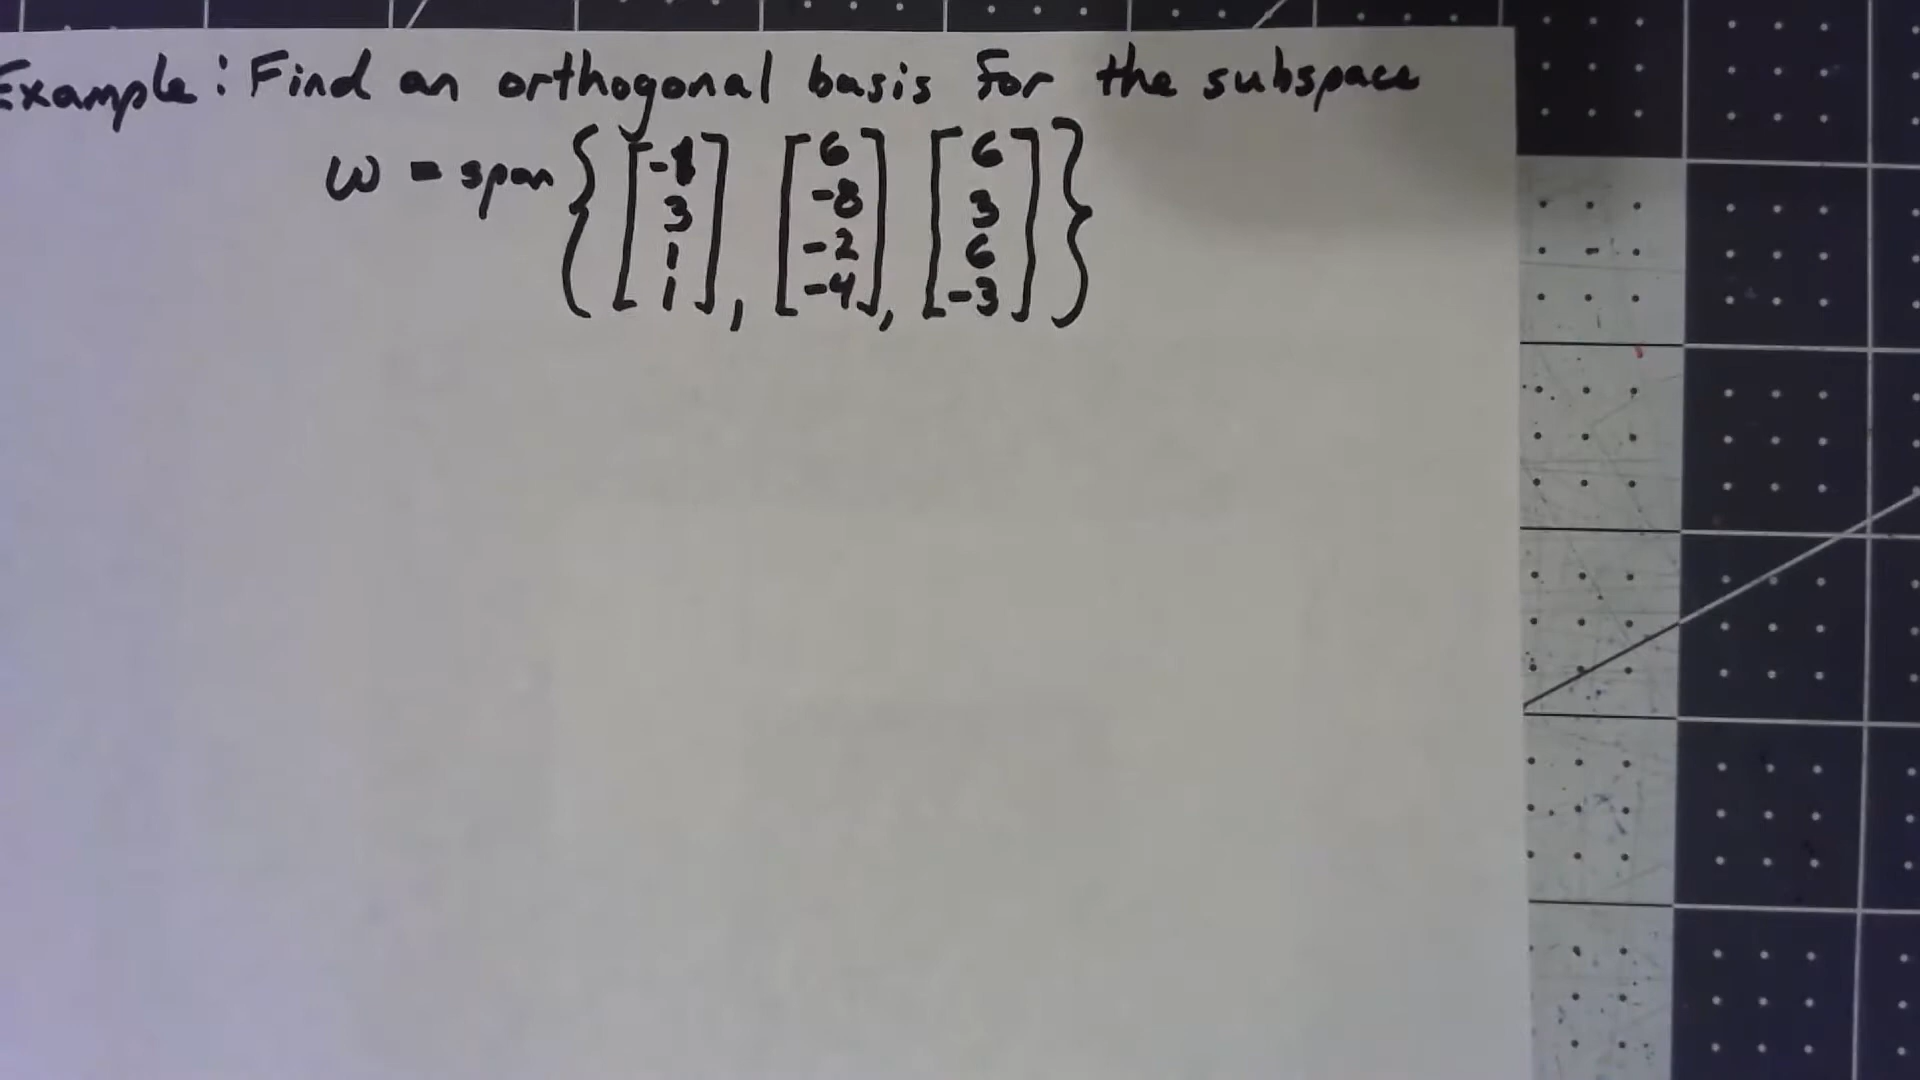 Example: Find an orthogonal basis for the subspace
W = span { [-1 3 1 1], [6 -8 -2 -4], [6 3 6 -3] }